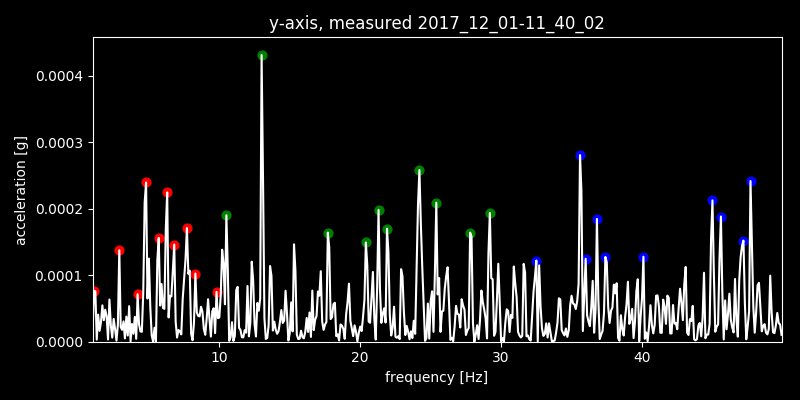 y-axis, measured 2017_12_01-11_40_02
0.0004
0.0003
0.0002
0.0001
0.0000
acceleration [g]
10 20 30 40
frequency [Hz]